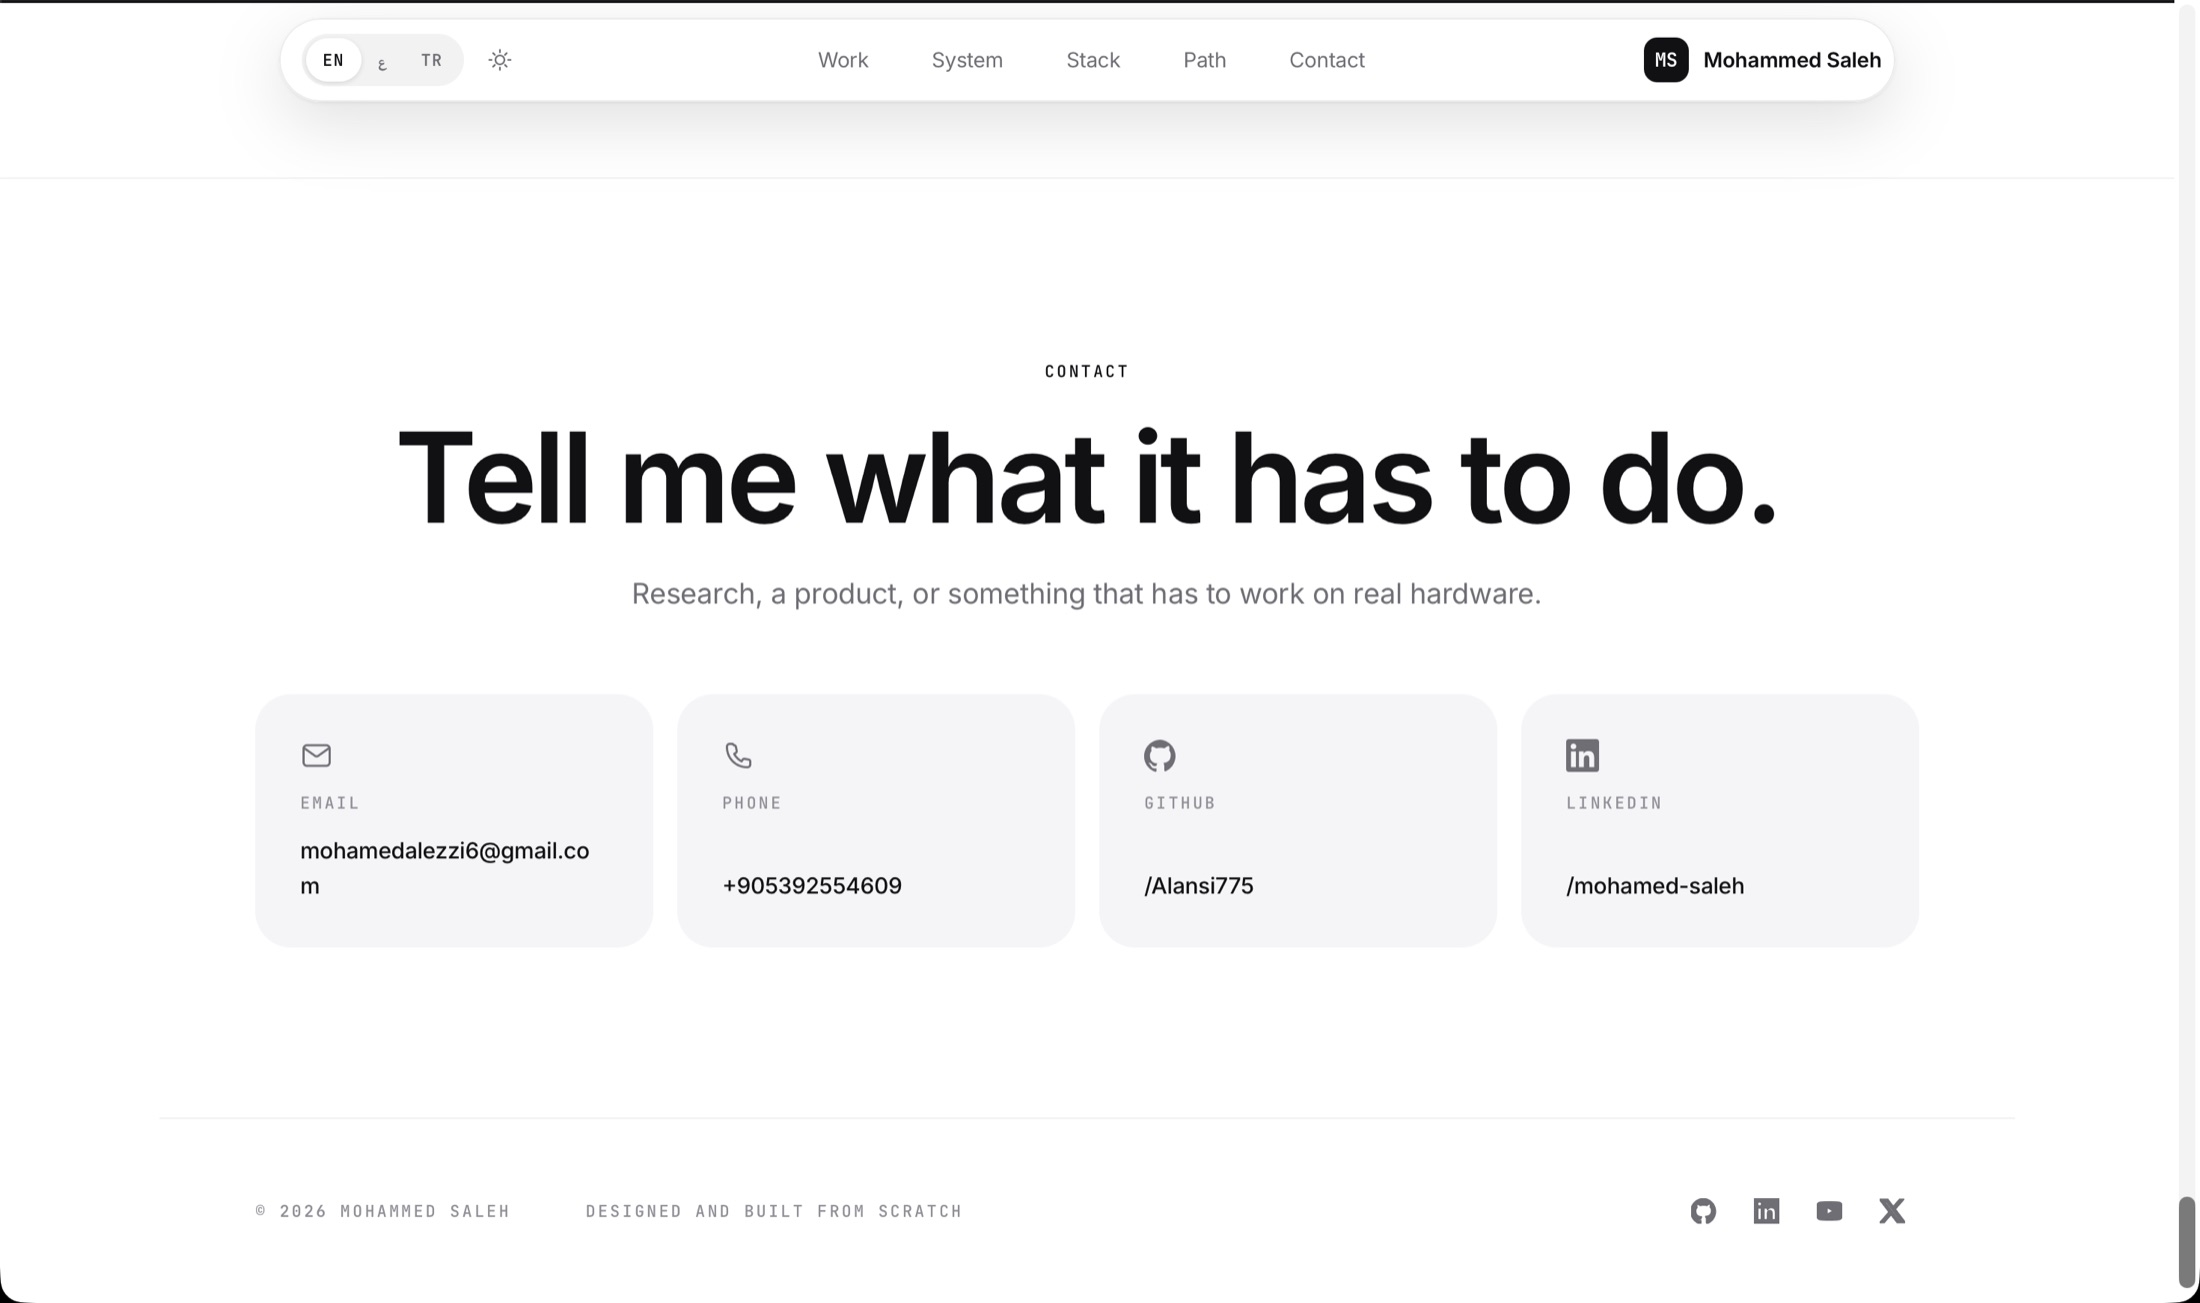 EN ع TR Work System Stack Path Contact MS Mohammed Saleh
CONTACT
Tell me what it has to do.
Research, a product, or something that has to work on real hardware.
EMAIL
mohamedalezzi6@gmail.co
m
PHONE
+905392554609
GITHUB
/Alansi775
LINKEDIN
/mohamed-saleh
© 2026 MOHAMMED SALEH DESIGNED AND BUILT FROM SCRATCH